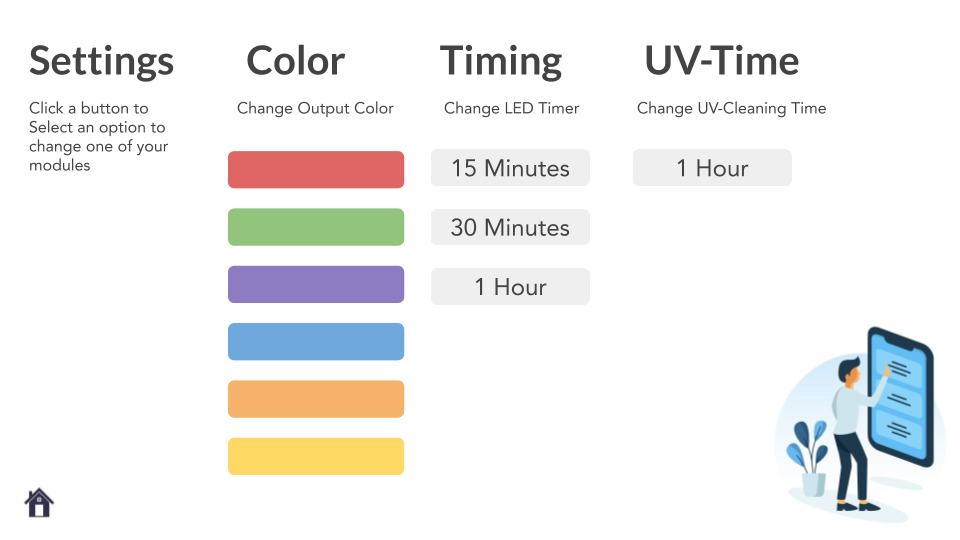 Settings
Click a button to
Select an option to
change one of your
modules
Color
Change Output Color
Timing
Change LED Timer
15 Minutes
30 Minutes
1 Hour
UV-Time
Change UV-Cleaning Time
1 Hour